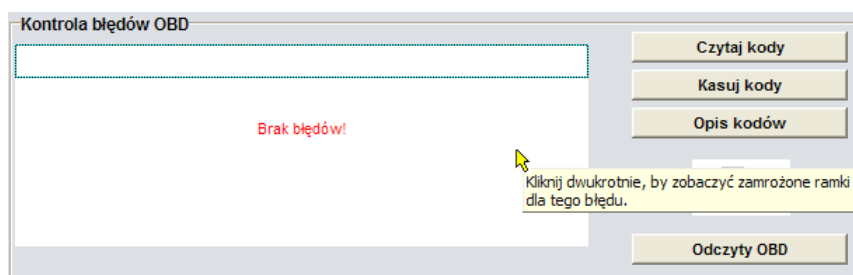 Kontrola błędów OBD
Czytaj kody
Kasuj kody
Brak błędów!
Opis kodów
Kliknij dwukrotnie, by zobaczyć zamrożone ramki
dla tego błędu.
Odczyty OBD